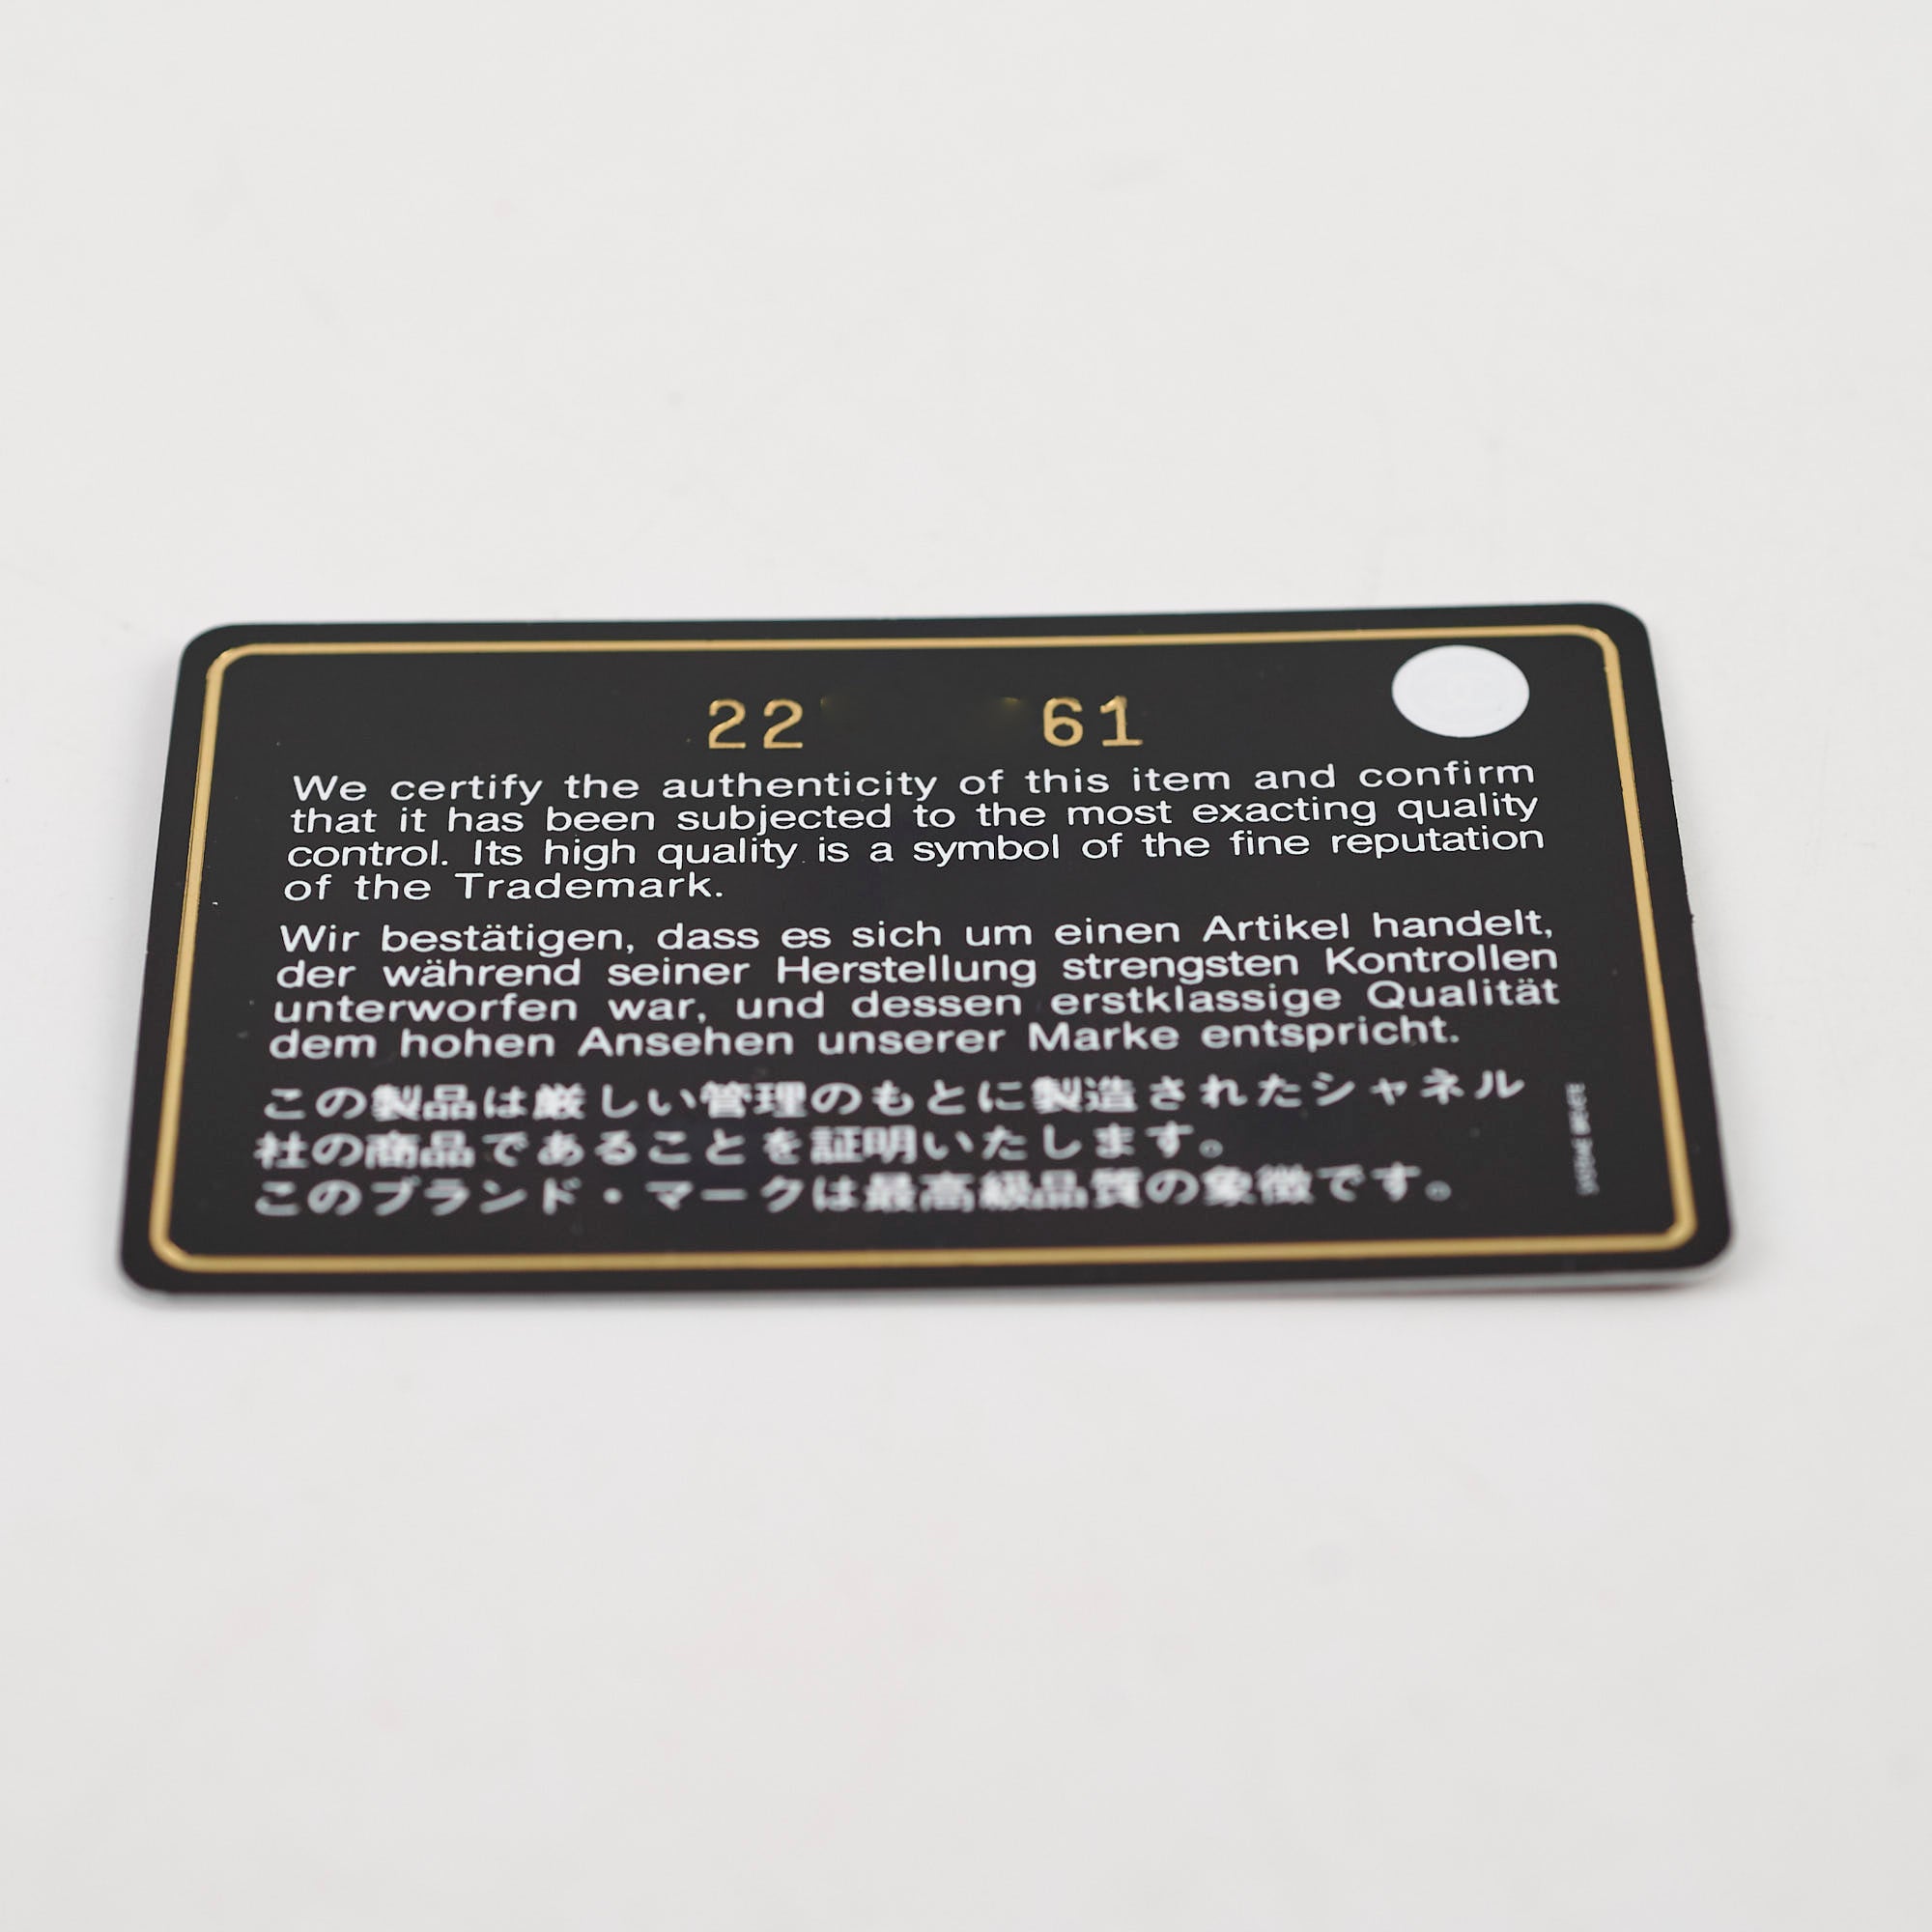 22 61
We certify the authenticity of this item and confirm
that it has been subjected to the most exacting quality
control. Its high quality is a symbol of the fine reputation
of the Trademark.
Wir bestätigen, dass es sich um einen Artikel handelt,
der während seiner Herstellung strengsten Kontrollen
unterworfen war, und dessen erstklassige Qualität
dem hohen Ansehen unserer Marke entspricht.
この製品は厳しい管理のもとに製造されたシャネル
社の商品であることを証明いたします。
このブランド・マークは最高級品質の象徴です。